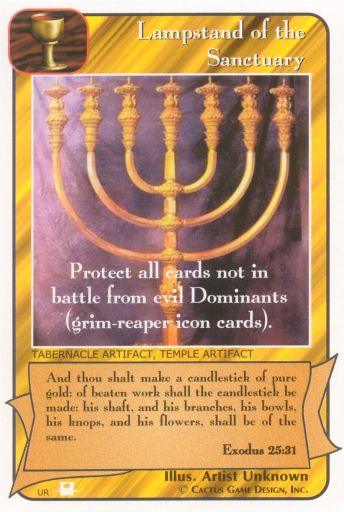 Lampstand of the
Sanctuary
Protect all cards not in
battle from evil Dominants
(grim-reaper icon cards).
TABERNACLE ARTIFACT, TEMPLE ARTIFACT
And thou shalt make a candlestick of pure
gold: of beaten work shall the candlestick be
made: his shaft, and his branches, his bowls,
his knops, and his flowers, shall be of the
same.
Exodus 25:31
Illus. Artist Unknown
UR
© CACTUS GAME DESIGN, INC.